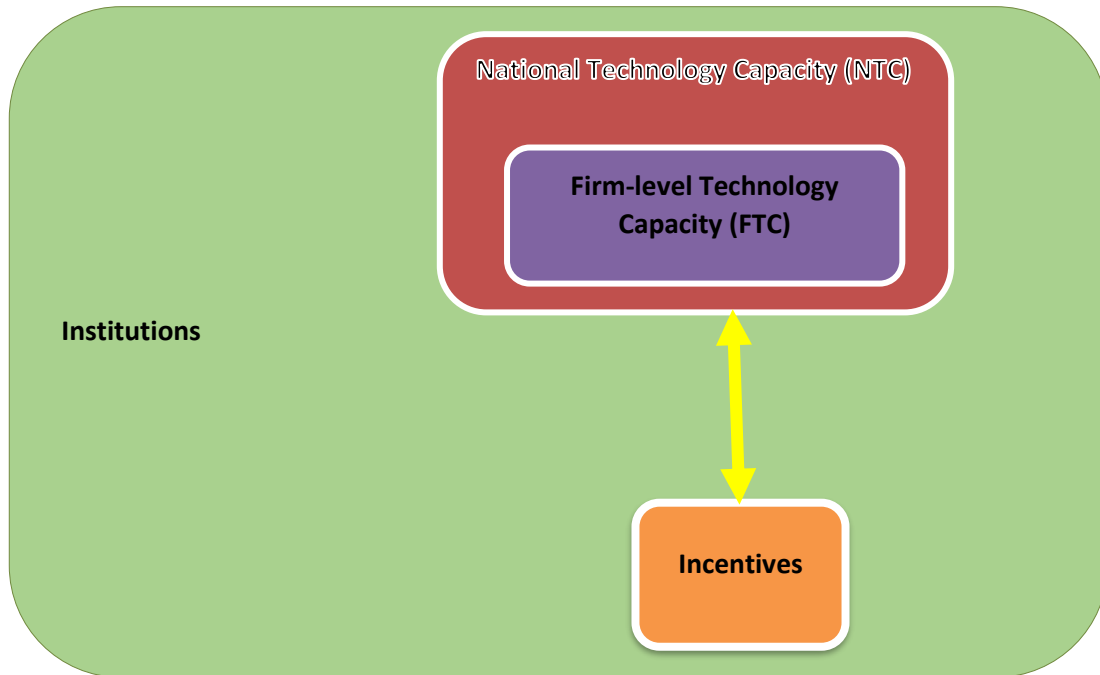 National Technology Capacity (NTC)
Firm-level Technology
Capacity (FTC)
Institutions
Incentives